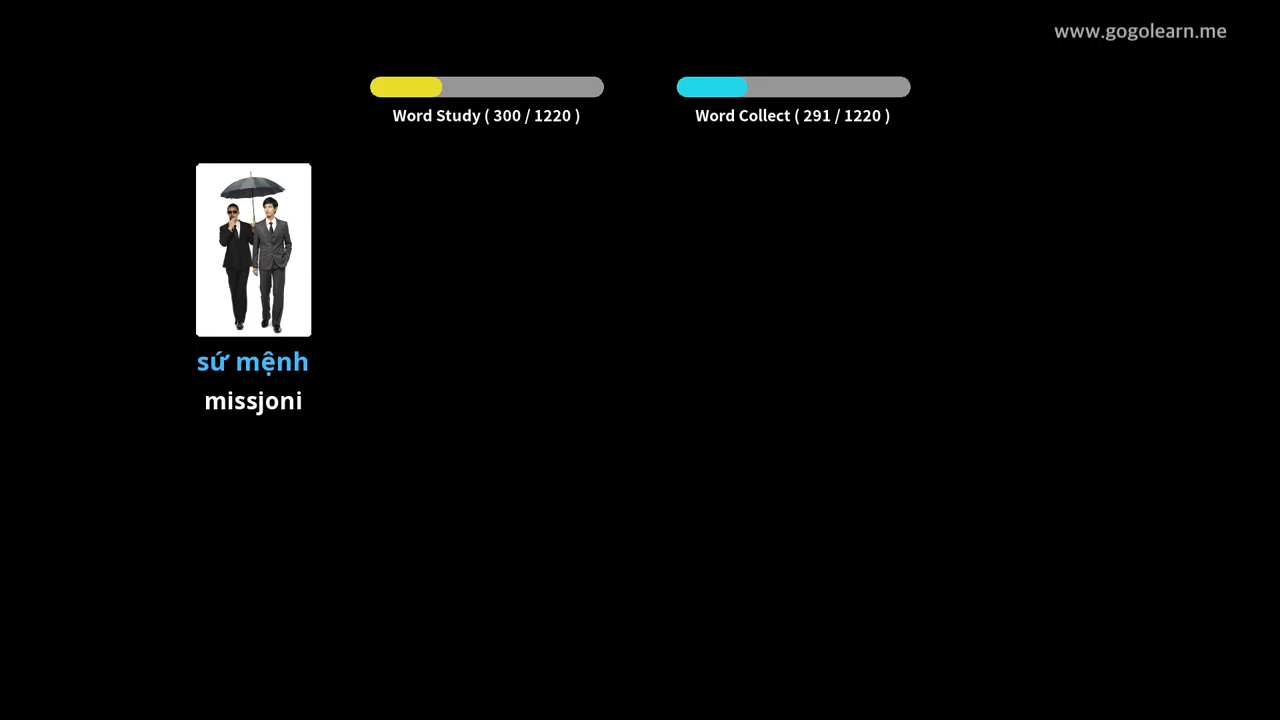 www.gogolearn.me
Word Study ( 300 / 1220 )
Word Collect ( 291 / 1220 )
sứ mệnh
missjoni